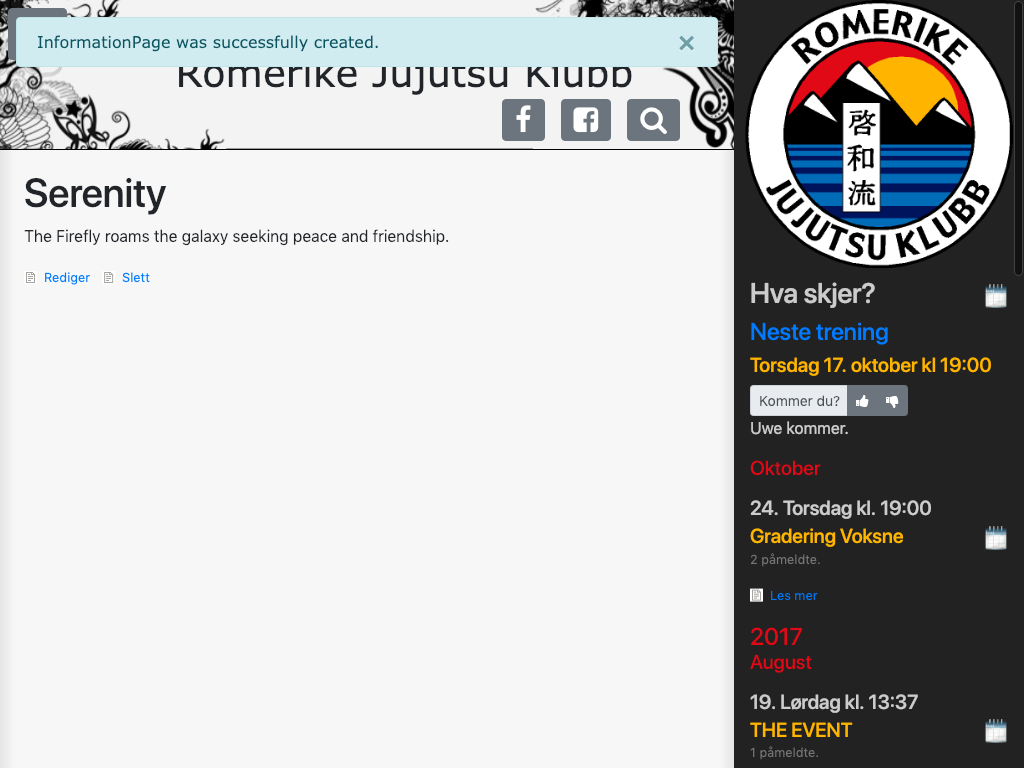 InformationPage was successfully created.
×
Romerike Jujutsu Klubb
Serenity
The Firefly roams the galaxy seeking peace and friendship.
Rediger Slett
ROMERIKE
啓和流
JUJUTSU KLUBB
Hva skjer?
Neste trening
Torsdag 17. oktober kl 19:00
Kommer du?
Uwe kommer.
Oktober
24. Torsdag kl. 19:00
Gradering Voksne
2 påmeldte.
Les mer
2017
August
19. Lørdag kl. 13:37
THE EVENT
1 påmeldte.